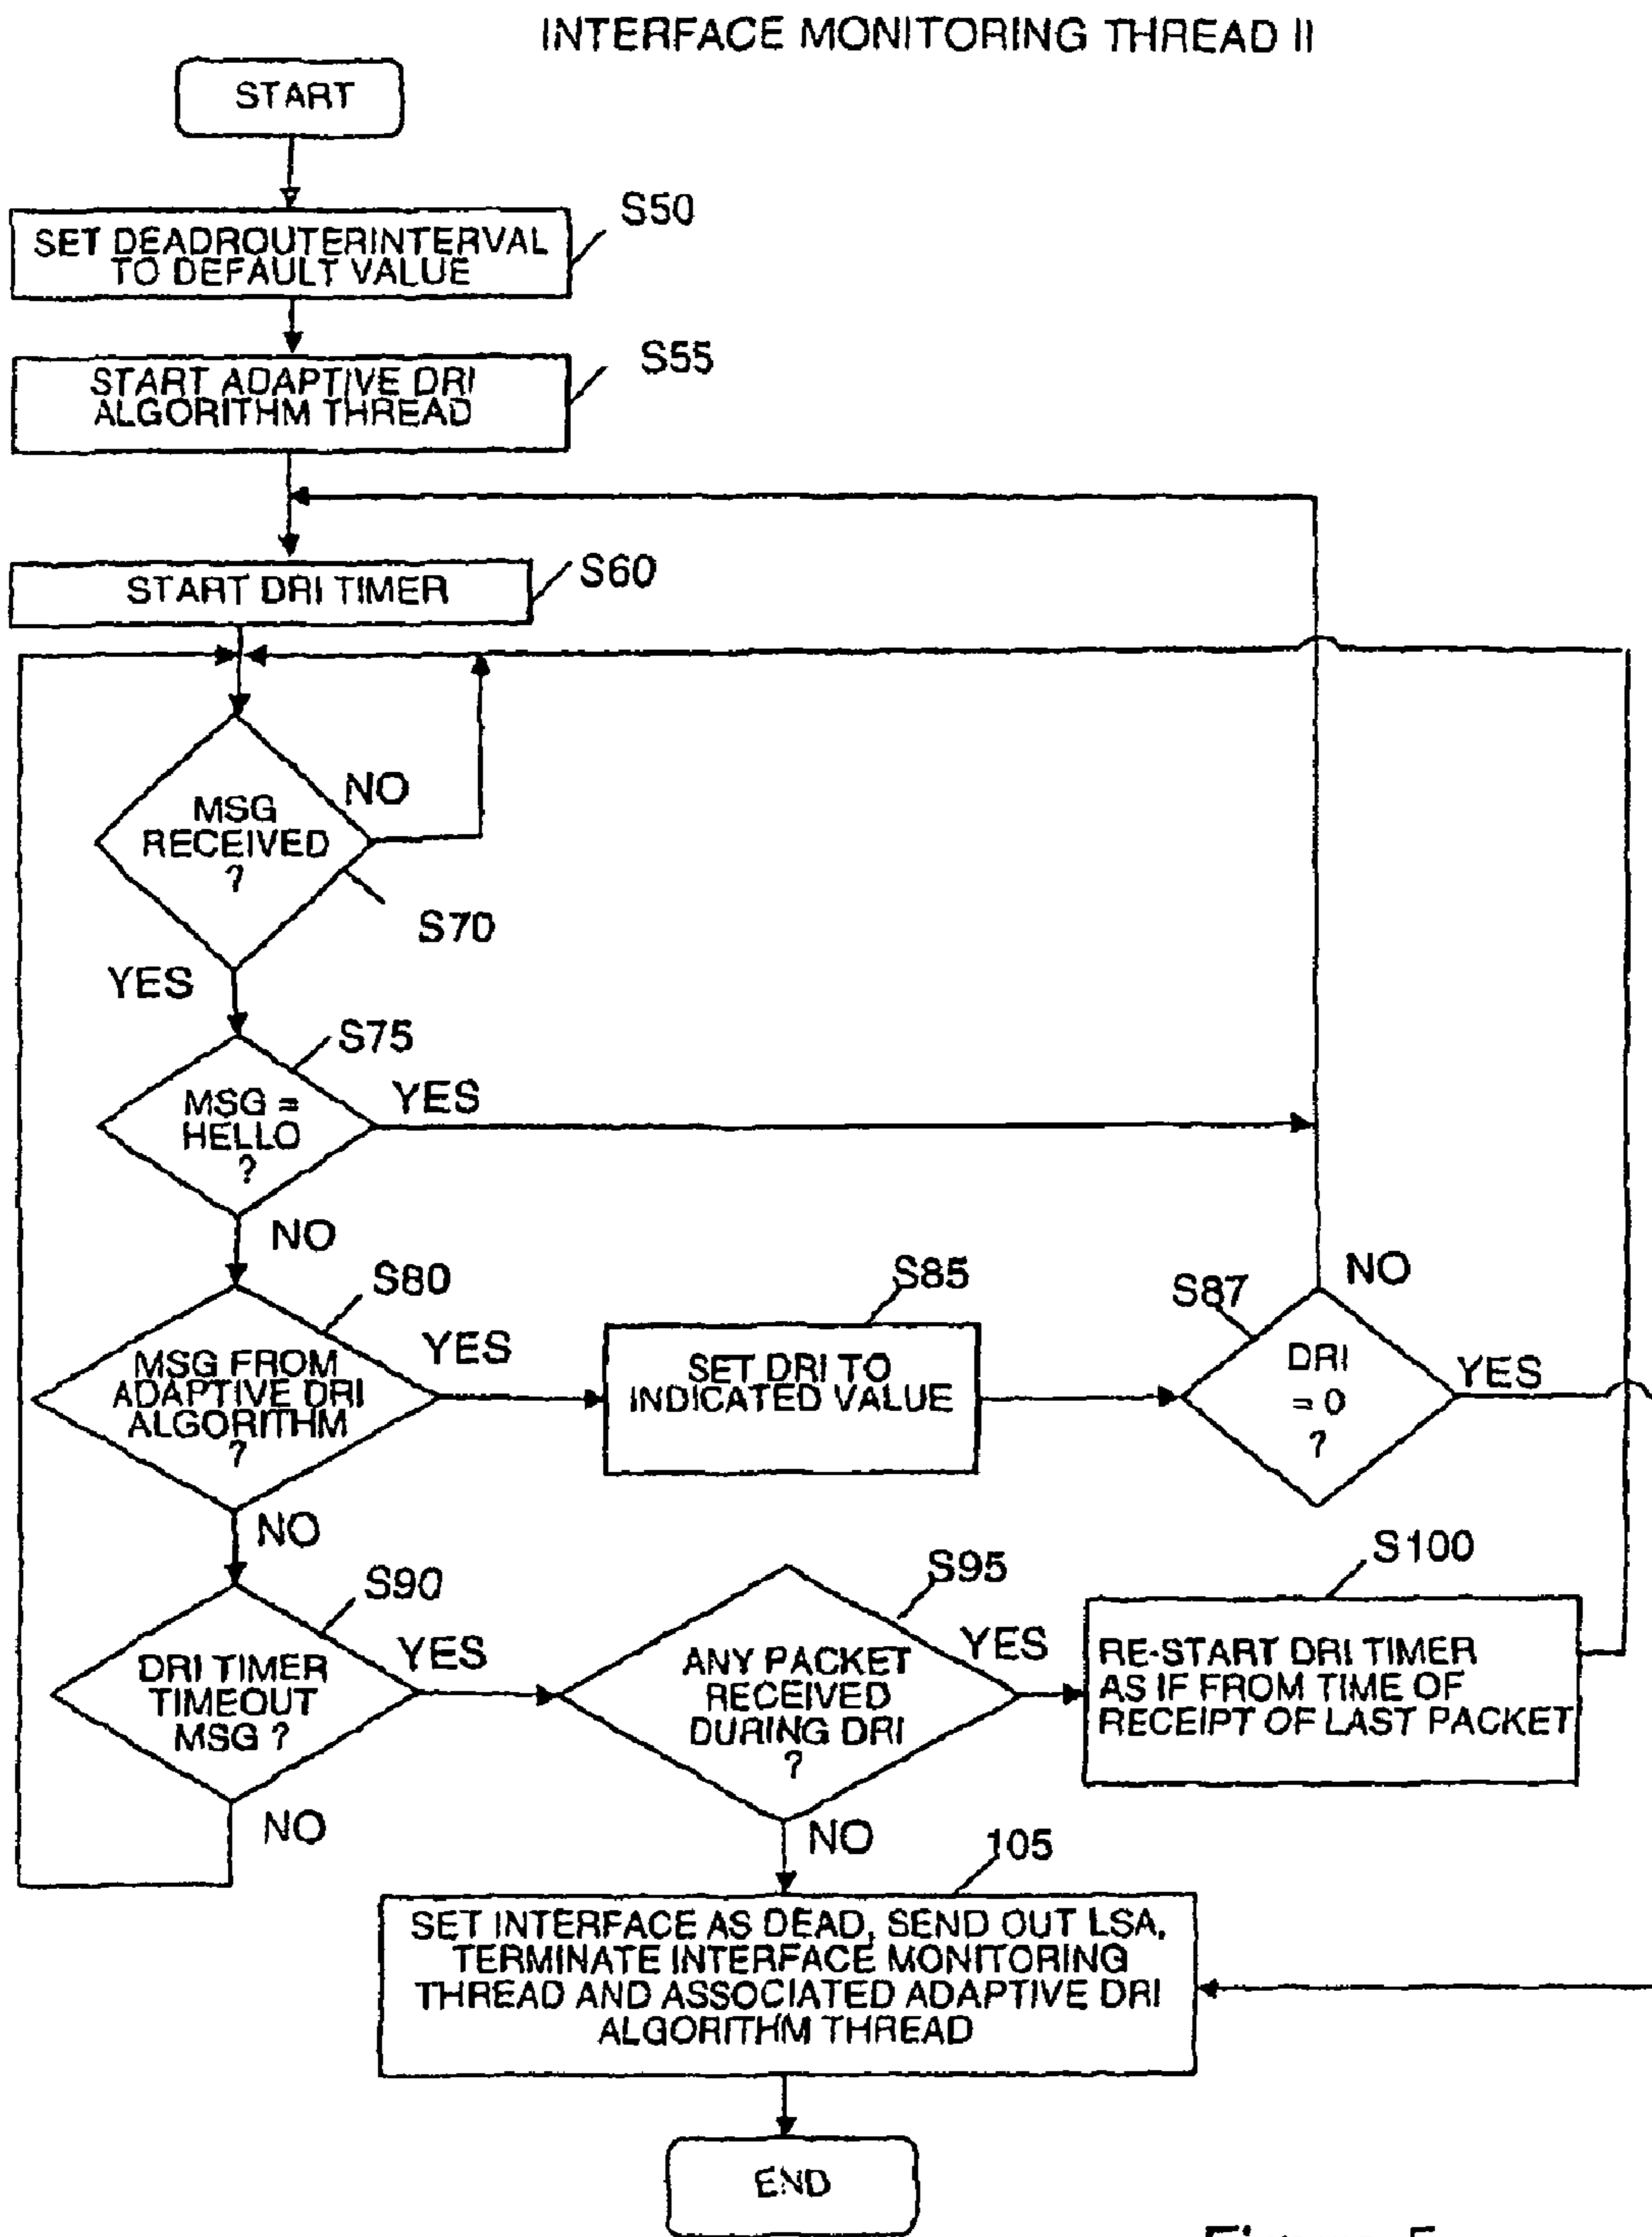 INTERFACE MONITORING THREAD II
START
S50
SET DEADROUTERINTERVAL
TO DEFAULT VALUE
S55
START ADAPTIVE DRI
ALGORITHM THREAD
S60
START DRI TIMER
MSG
RECEIVED
?
NO
S70
YES
S75
MSG =
HELLO
?
YES
NO
S80
MSG FROM
ADAPTIVE DRI
ALGORITHM
?
YES
S85
SET DRI TO
INDICATED VALUE
S87
NO
DRI
= 0
?
YES
NO
S90
DRI TIMER
TIMEOUT
MSG ?
YES
S95
ANY PACKET
RECEIVED
DURING DRI
?
YES
S100
RE-START DRI TIMER
AS IF FROM TIME OF
RECEIPT OF LAST PACKET
NO
NO
105
SET INTERFACE AS DEAD, SEND OUT LSA,
TERMINATE INTERFACE MONITORING
THREAD AND ASSOCIATED ADAPTIVE DRI
ALGORITHM THREAD
END